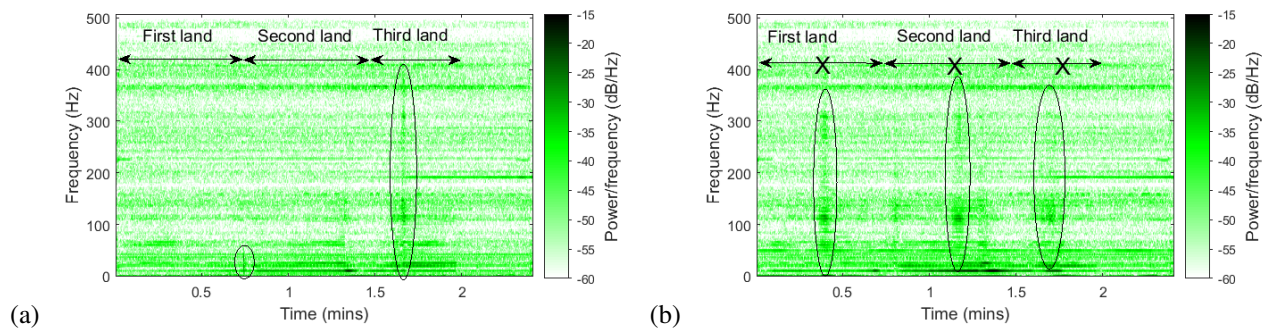 First land
Second land
Third land
500
400
300
200
100
0
Frequency (Hz)
0.5
1
1.5
2
Time (mins)
-15
-20
-25
-30
-35
-40
-45
-50
-55
-60
Power/frequency (dB/Hz)
(a)
First land
Second land
Third land
X
X
X
500
400
300
200
100
0
Frequency (Hz)
0.5
1
1.5
2
Time (mins)
-15
-20
-25
-30
-35
-40
-45
-50
-55
-60
Power/frequency (dB/Hz)
(b)